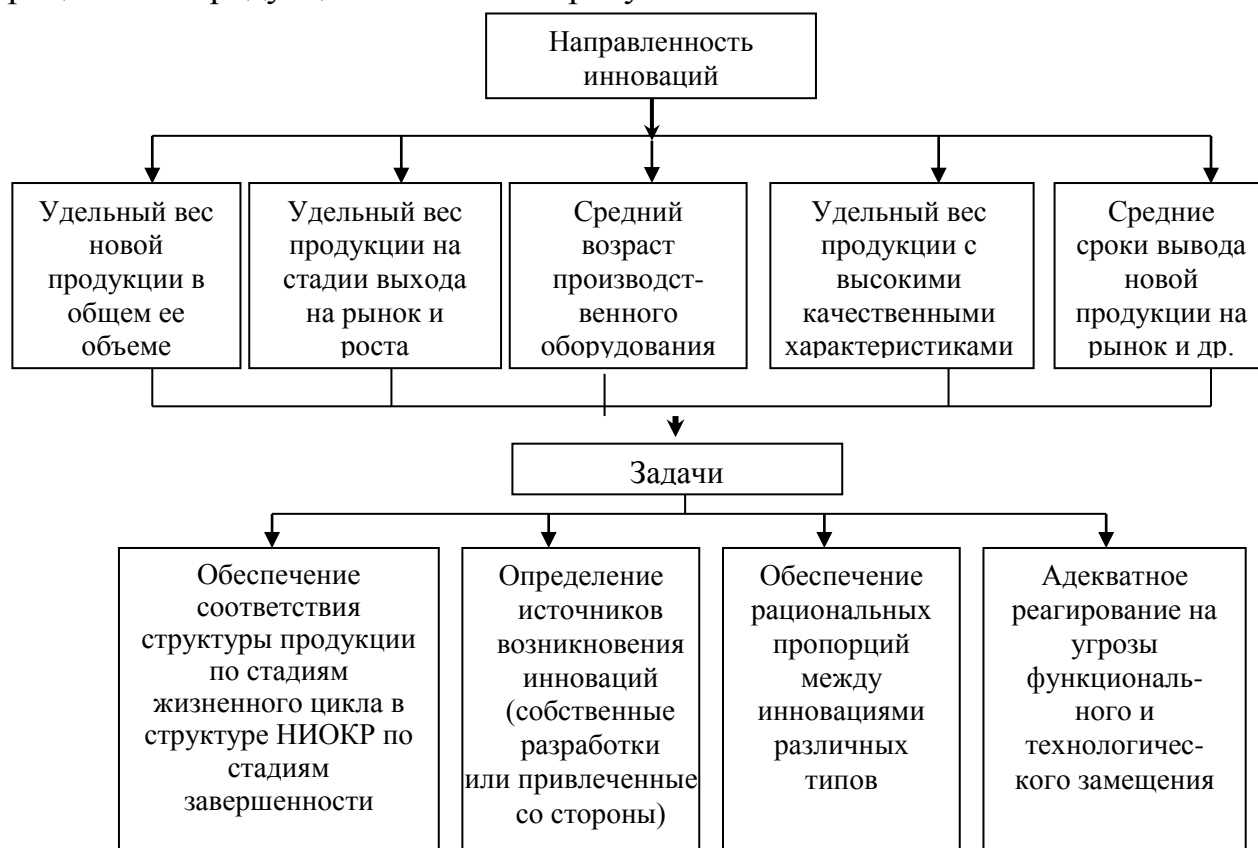 Направленность
инноваций
Удельный вес
новой
продукции в
общем ее
объеме
Удельный вес
продукции на
стадии выхода
на рынок и
роста
Средний
возраст
производст-
венного
оборудования
Удельный вес
продукции с
высокими
качественными
характеристиками
Средние
сроки вывода
новой
продукции на
рынок и др.
Задачи
Обеспечение
соответствия
структуры продукции
по стадиям
жизненного цикла в
структуре НИОКР по
стадиям
завершенности
Определение
источников
возникновения
инноваций
(собственные
разработки
или привлеченные
со стороны)
Обеспечение
рациональных
пропорций
между
инновациями
различных
типов
Адекватное
реагирование на
угрозы
функциональ-
ного и
технологичес-
кого замещения